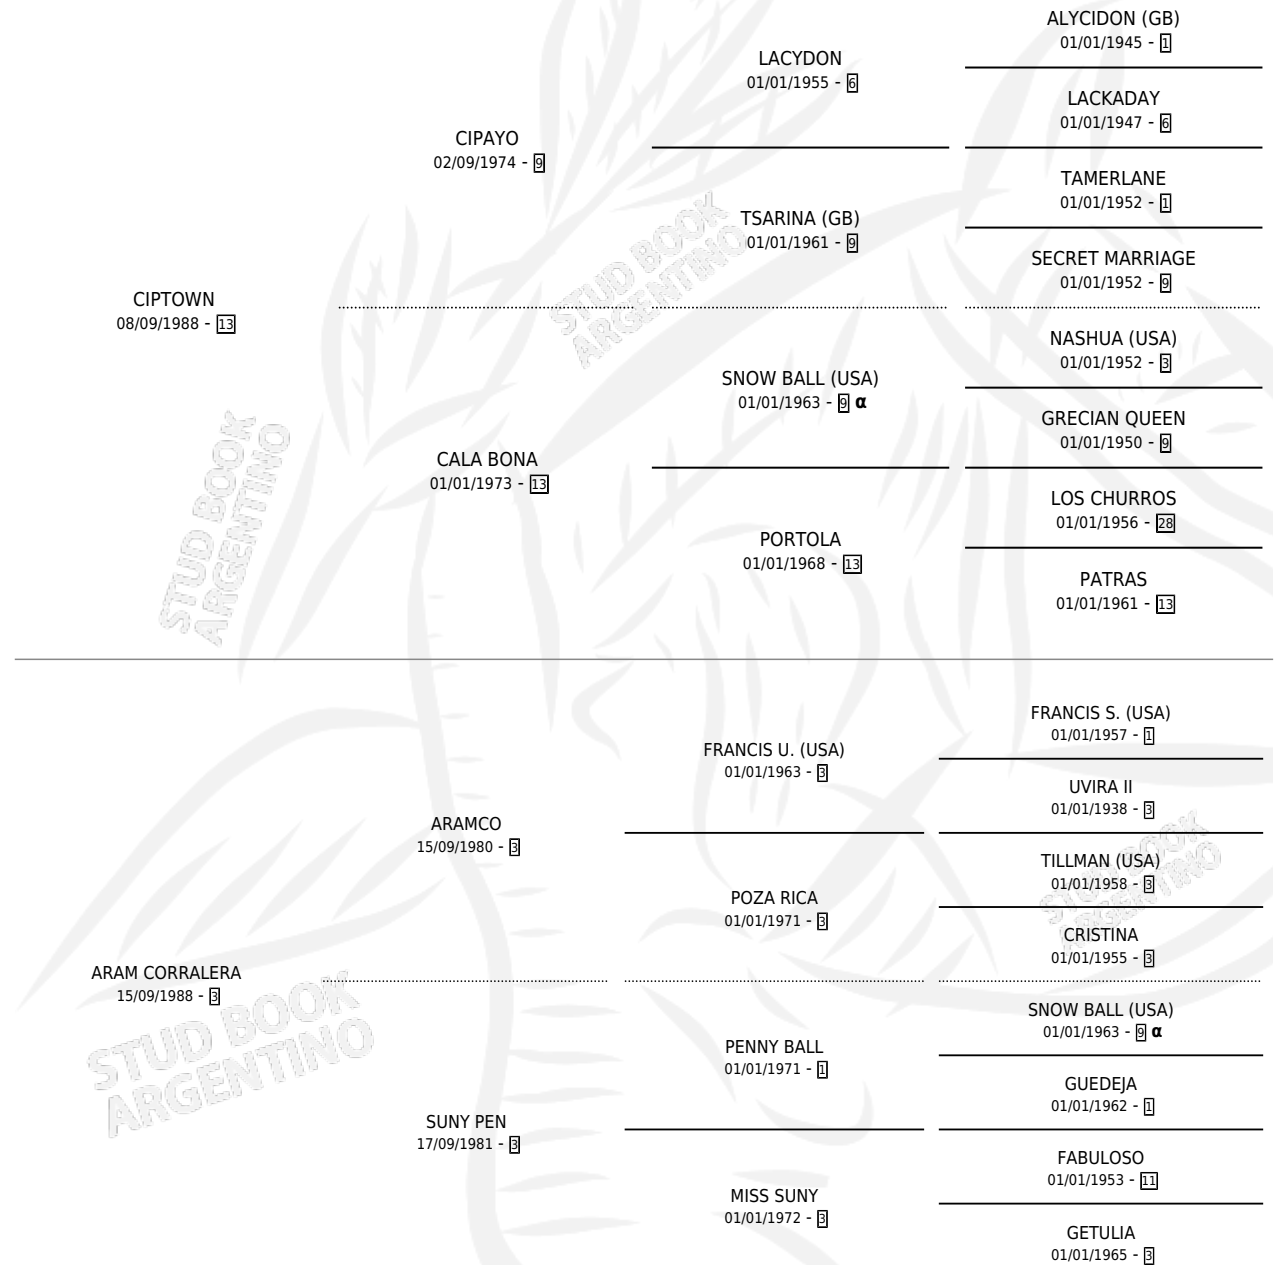 CIPTOWN
08/09/1988 - 13
CIPAYO
02/09/1974 - 9
LACYDON
01/01/1955 - 6
ALYCIDON (GB)
01/01/1945 - 1
LACKADAY
01/01/1947 - 6
TSARINA (GB)
01/01/1961 - 9
TAMERLANE
01/01/1952 - 1
SECRET MARRIAGE
01/01/1952 - 9
CALA BONA
01/01/1973 - 13
SNOW BALL (USA)
01/01/1963 - 9 α
NASHUA (USA)
01/01/1952 - 3
GRECIAN QUEEN
01/01/1950 - 9
PORTOLA
01/01/1968 - 13
LOS CHURROS
01/01/1956 - 28
PATRAS
01/01/1961 - 13
ARAM CORRALERA
15/09/1988 - 3
ARAMCO
15/09/1980 - 3
FRANCIS U. (USA)
01/01/1963 - 3
FRANCIS S. (USA)
01/01/1957 - 1
UVIRA II
01/01/1938 - 3
POZA RICA
01/01/1971 - 3
TILLMAN (USA)
01/01/1958 - 3
CRISTINA
01/01/1955 - 3
SUNY PEN
17/09/1981 - 3
PENNY BALL
01/01/1971 - 1
SNOW BALL (USA)
01/01/1963 - 9 α
GUEDEJA
01/01/1962 - 1
MISS SUNY
01/01/1972 - 3
FABULOSO
01/01/1953 - 11
GETULIA
01/01/1965 - 3
STUD BOOK
ARGENTINO
STUD BOOK
ARGENTINO
STUD BOOK
ARGENTINO
STUD BOOK
ARGENTINO